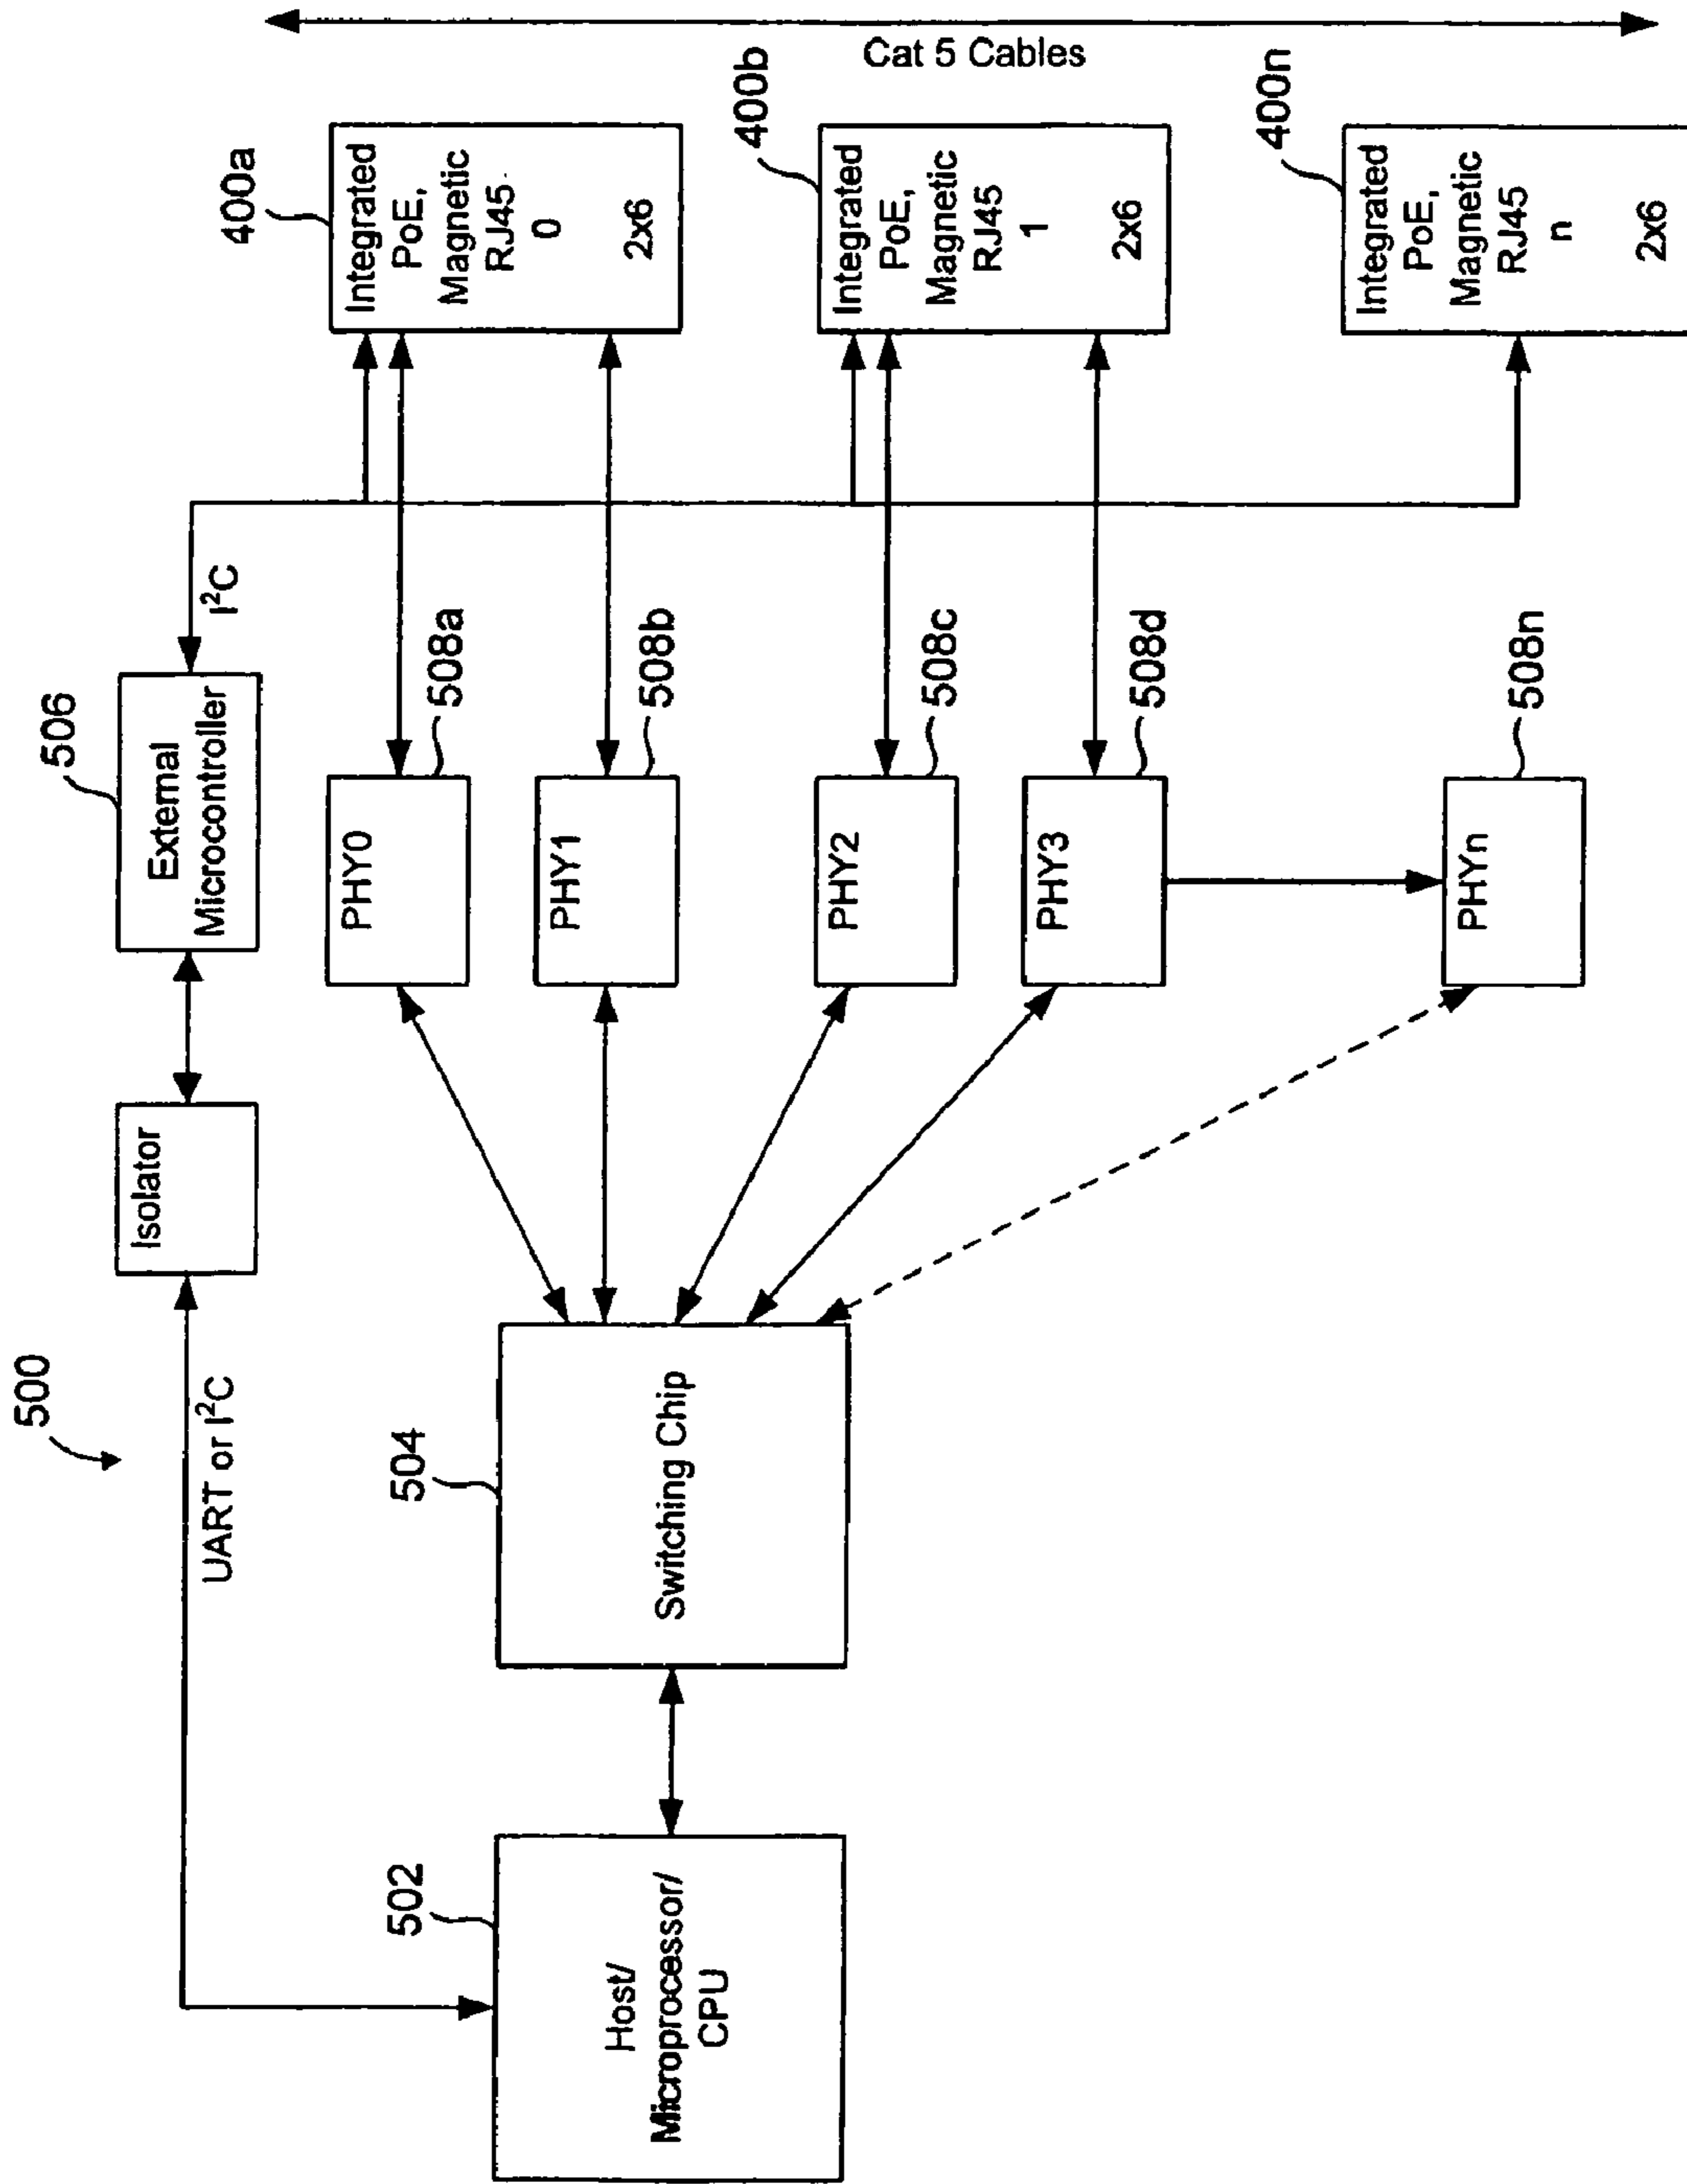 500
UART or I²C
Isolator
506
External
Microcontroller
I²C
502
Host/
Microprocessor/
CPU
504
Switching Chip
PHY0
508a
PHY1
508b
PHY2
508c
PHY3
508d
PHYn
508n
400a
Integrated
PoE,
Magnetic
RJ45
0
2x6
400b
Integrated
PoE,
Magnetic
RJ45
1
2x6
400n
Integrated
PoE,
Magnetic
RJ45
n
2x6
Cat 5 Cables